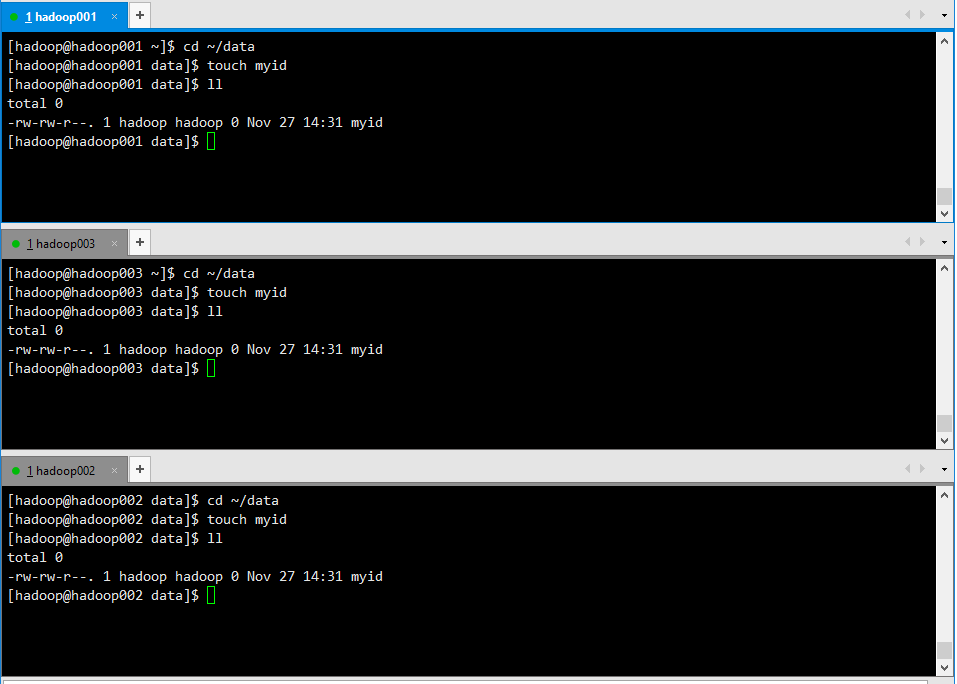 1 hadoop001 × +
[hadoop@hadoop001 ~]$ cd ~/data
[hadoop@hadoop001 data]$ touch myid
[hadoop@hadoop001 data]$ ll
total 0
-rw-rw-r--. 1 hadoop hadoop 0 Nov 27 14:31 myid
[hadoop@hadoop001 data]$
1 hadoop003 × +
[hadoop@hadoop003 ~]$ cd ~/data
[hadoop@hadoop003 data]$ touch myid
[hadoop@hadoop003 data]$ ll
total 0
-rw-rw-r--. 1 hadoop hadoop 0 Nov 27 14:31 myid
[hadoop@hadoop003 data]$
1 hadoop002 × +
[hadoop@hadoop002 data]$ cd ~/data
[hadoop@hadoop002 data]$ touch myid
[hadoop@hadoop002 data]$ ll
total 0
-rw-rw-r--. 1 hadoop hadoop 0 Nov 27 14:31 myid
[hadoop@hadoop002 data]$